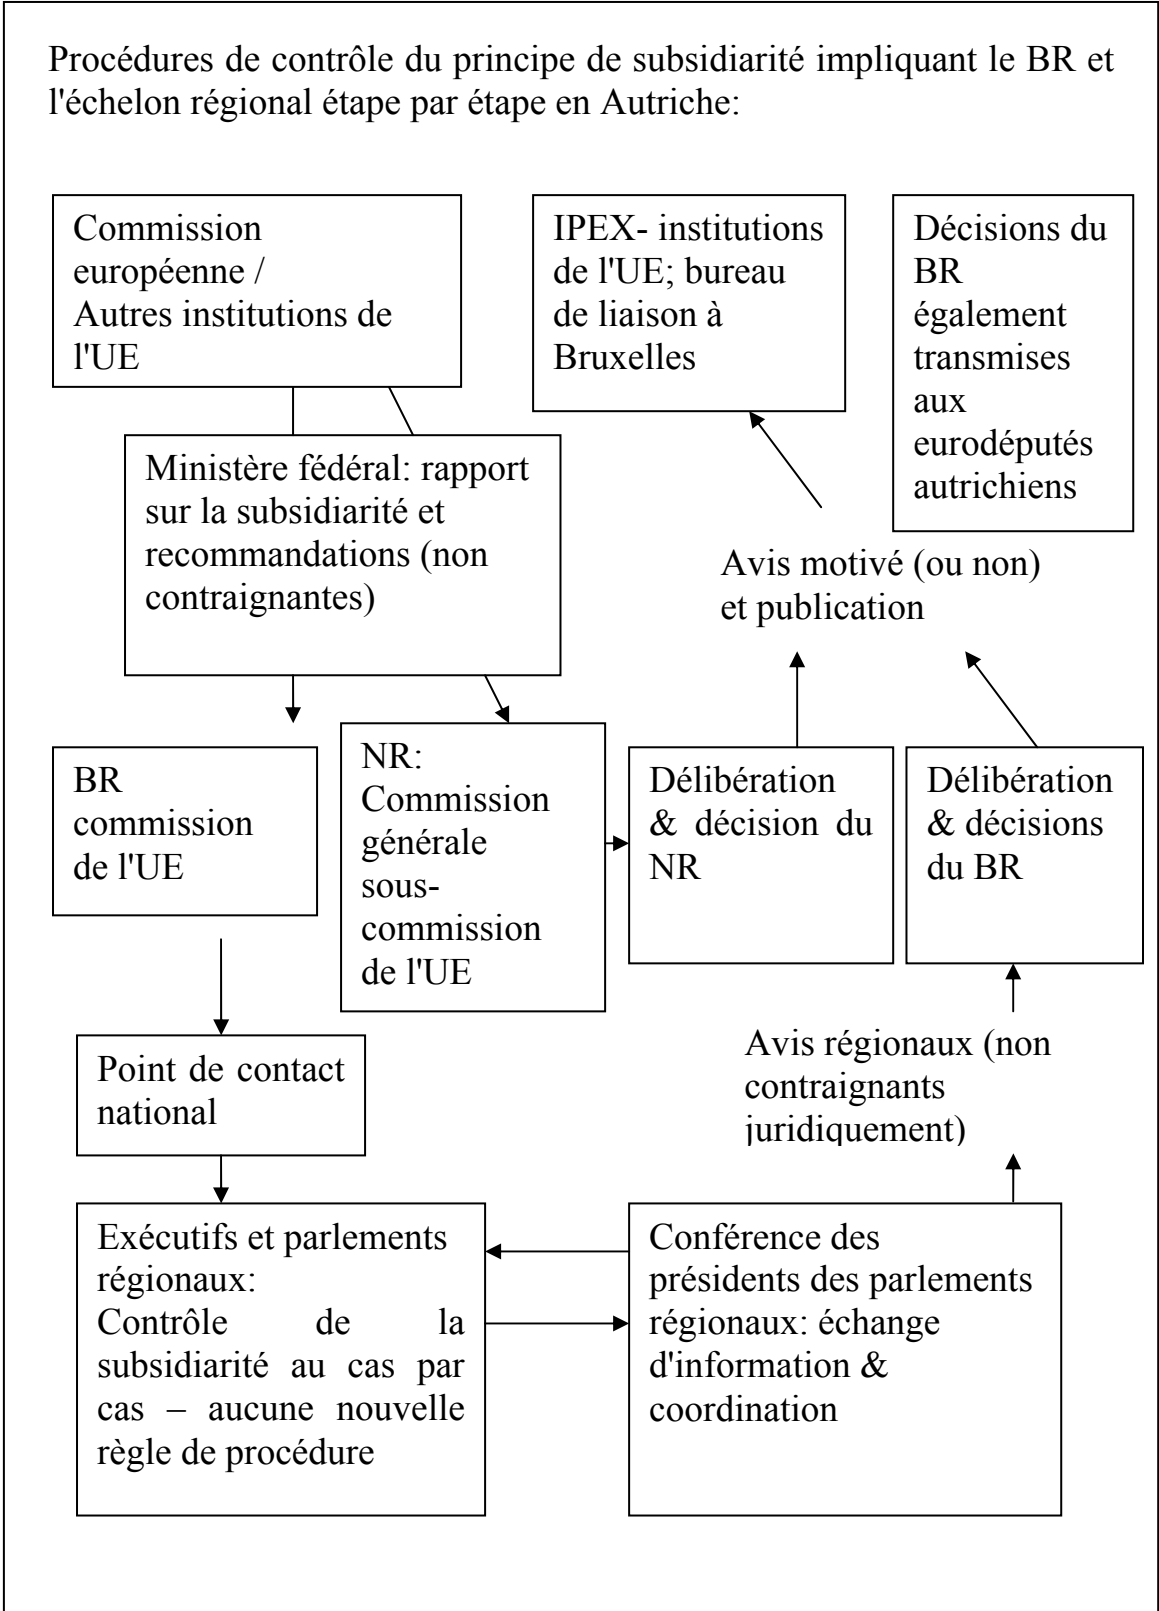 Procédures de contrôle du principe de subsidiarité impliquant le BR et
l'échelon régional étape par étape en Autriche:
Commission
européenne /
Autres institutions de
l'UE
IPEX- institutions
de l'UE; bureau
de liaison à
Bruxelles
Décisions du
BR
également
transmises
aux
eurodéputés
autrichiens
Ministère fédéral: rapport
sur la subsidiarité et
recommandations (non
contraignantes)
Avis motivé (ou non)
et publication
BR
commission
de l'UE
NR:
Commission
générale
sous-
commission
de l'UE
Délibération
& décision du
NR
Délibération
& décisions
du BR
Point de contact
national
Avis régionaux (non
contraignants
juridiquement)
Exécutifs et parlements
régionaux:
Contrôle de la
subsidiarité au cas par
cas – aucune nouvelle
règle de procédure
Conférence des
présidents des parlements
régionaux: échange
d'information &
coordination